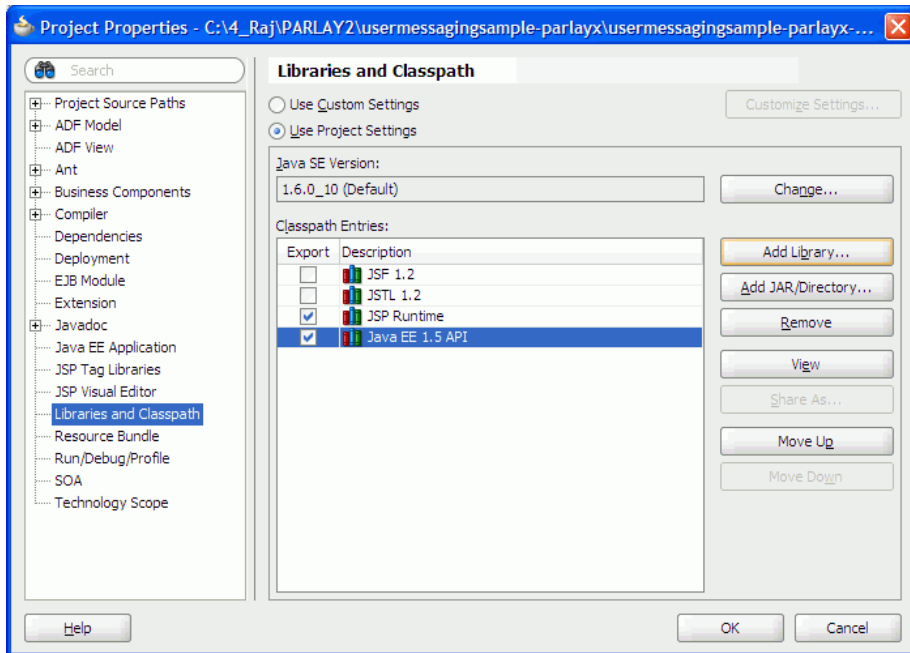 Project Properties - C:\4_Raj\PARLAY2\usermessagingsample-parlayx\usermessagingsample-parlayx-...
Search
Project Source Paths
ADF Model
ADF View
Ant
Business Components
Compiler
Dependencies
Deployment
EJB Module
Extension
Javadoc
Java EE Application
JSP Tag Libraries
JSP Visual Editor
Libraries and Classpath
Resource Bundle
Run/Debug/Profile
SOA
Technology Scope
Libraries and Classpath
Use Custom Settings
Customize Settings...
Use Project Settings
Java SE Version:
1.6.0_10 (Default)
Change...
Classpath Entries:
Export Description
JSF 1.2
JSTL 1.2
JSP Runtime
Java EE 1.5 API
Add Library...
Add JAR/Directory...
Remove
View
Share As...
Move Up
Move Down
Help
OK
Cancel